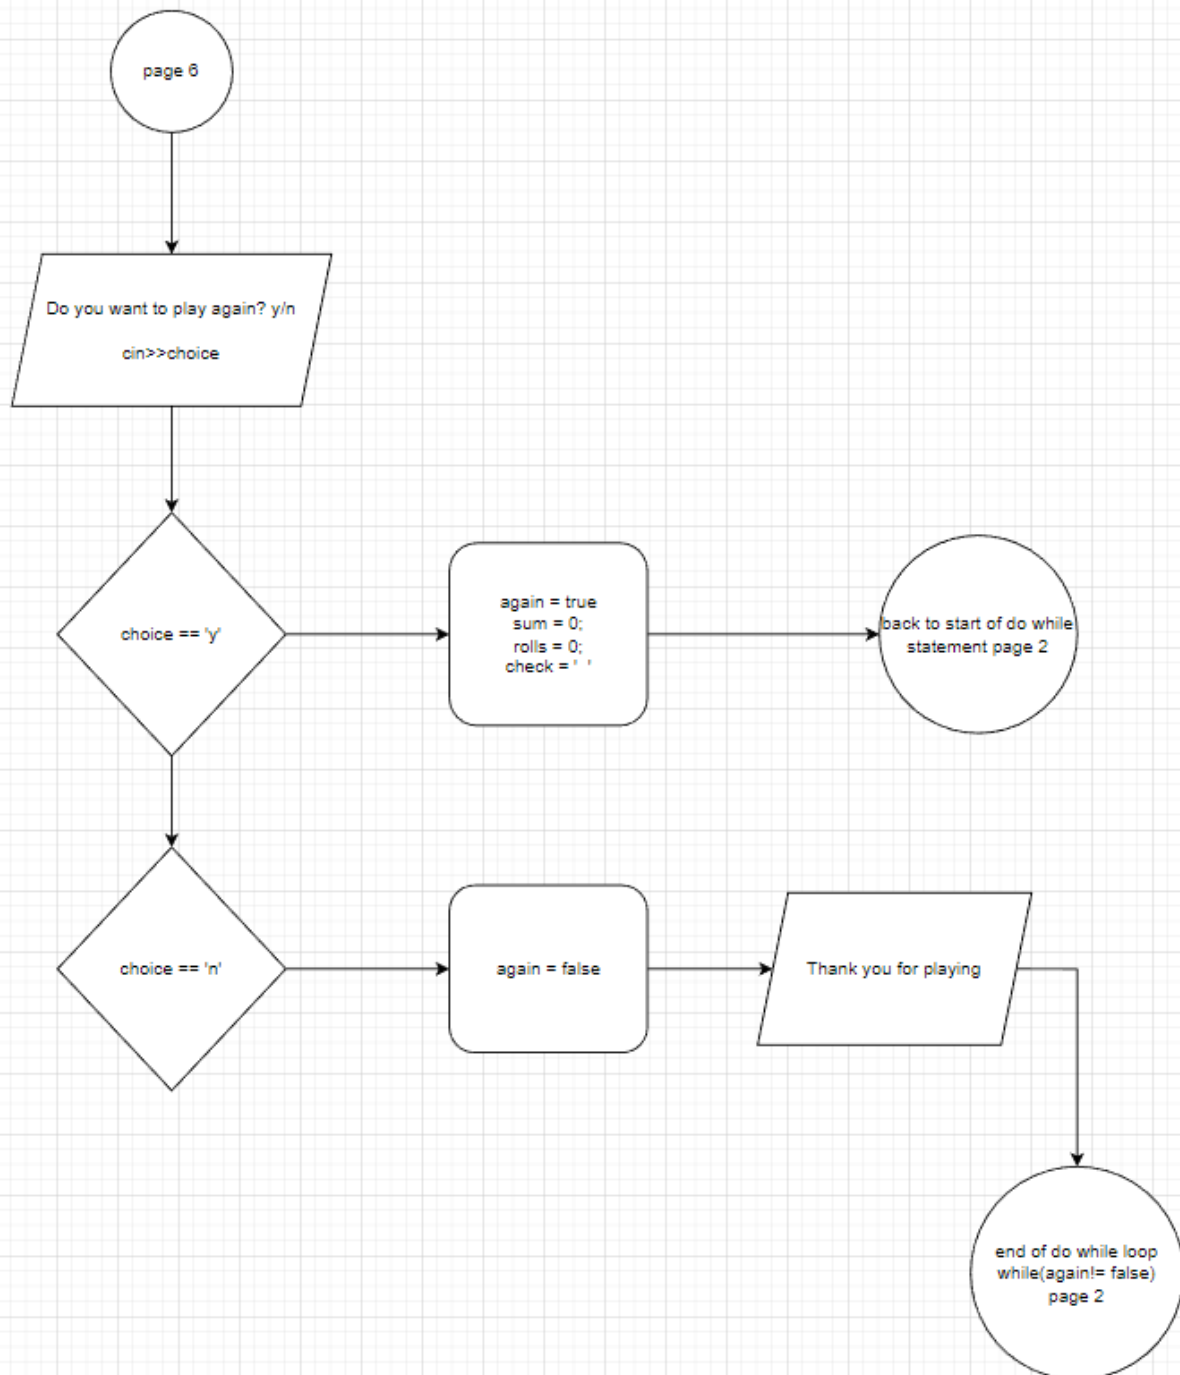 page 6
Do you want to play again? y/n
cin>>choice
choice == 'y'
again = true
sum = 0;
rolls = 0;
check = ' '
back to start of do while
statement page 2
choice == 'n'
again = false
Thank you for playing
end of do while loop
while(again!= false)
page 2